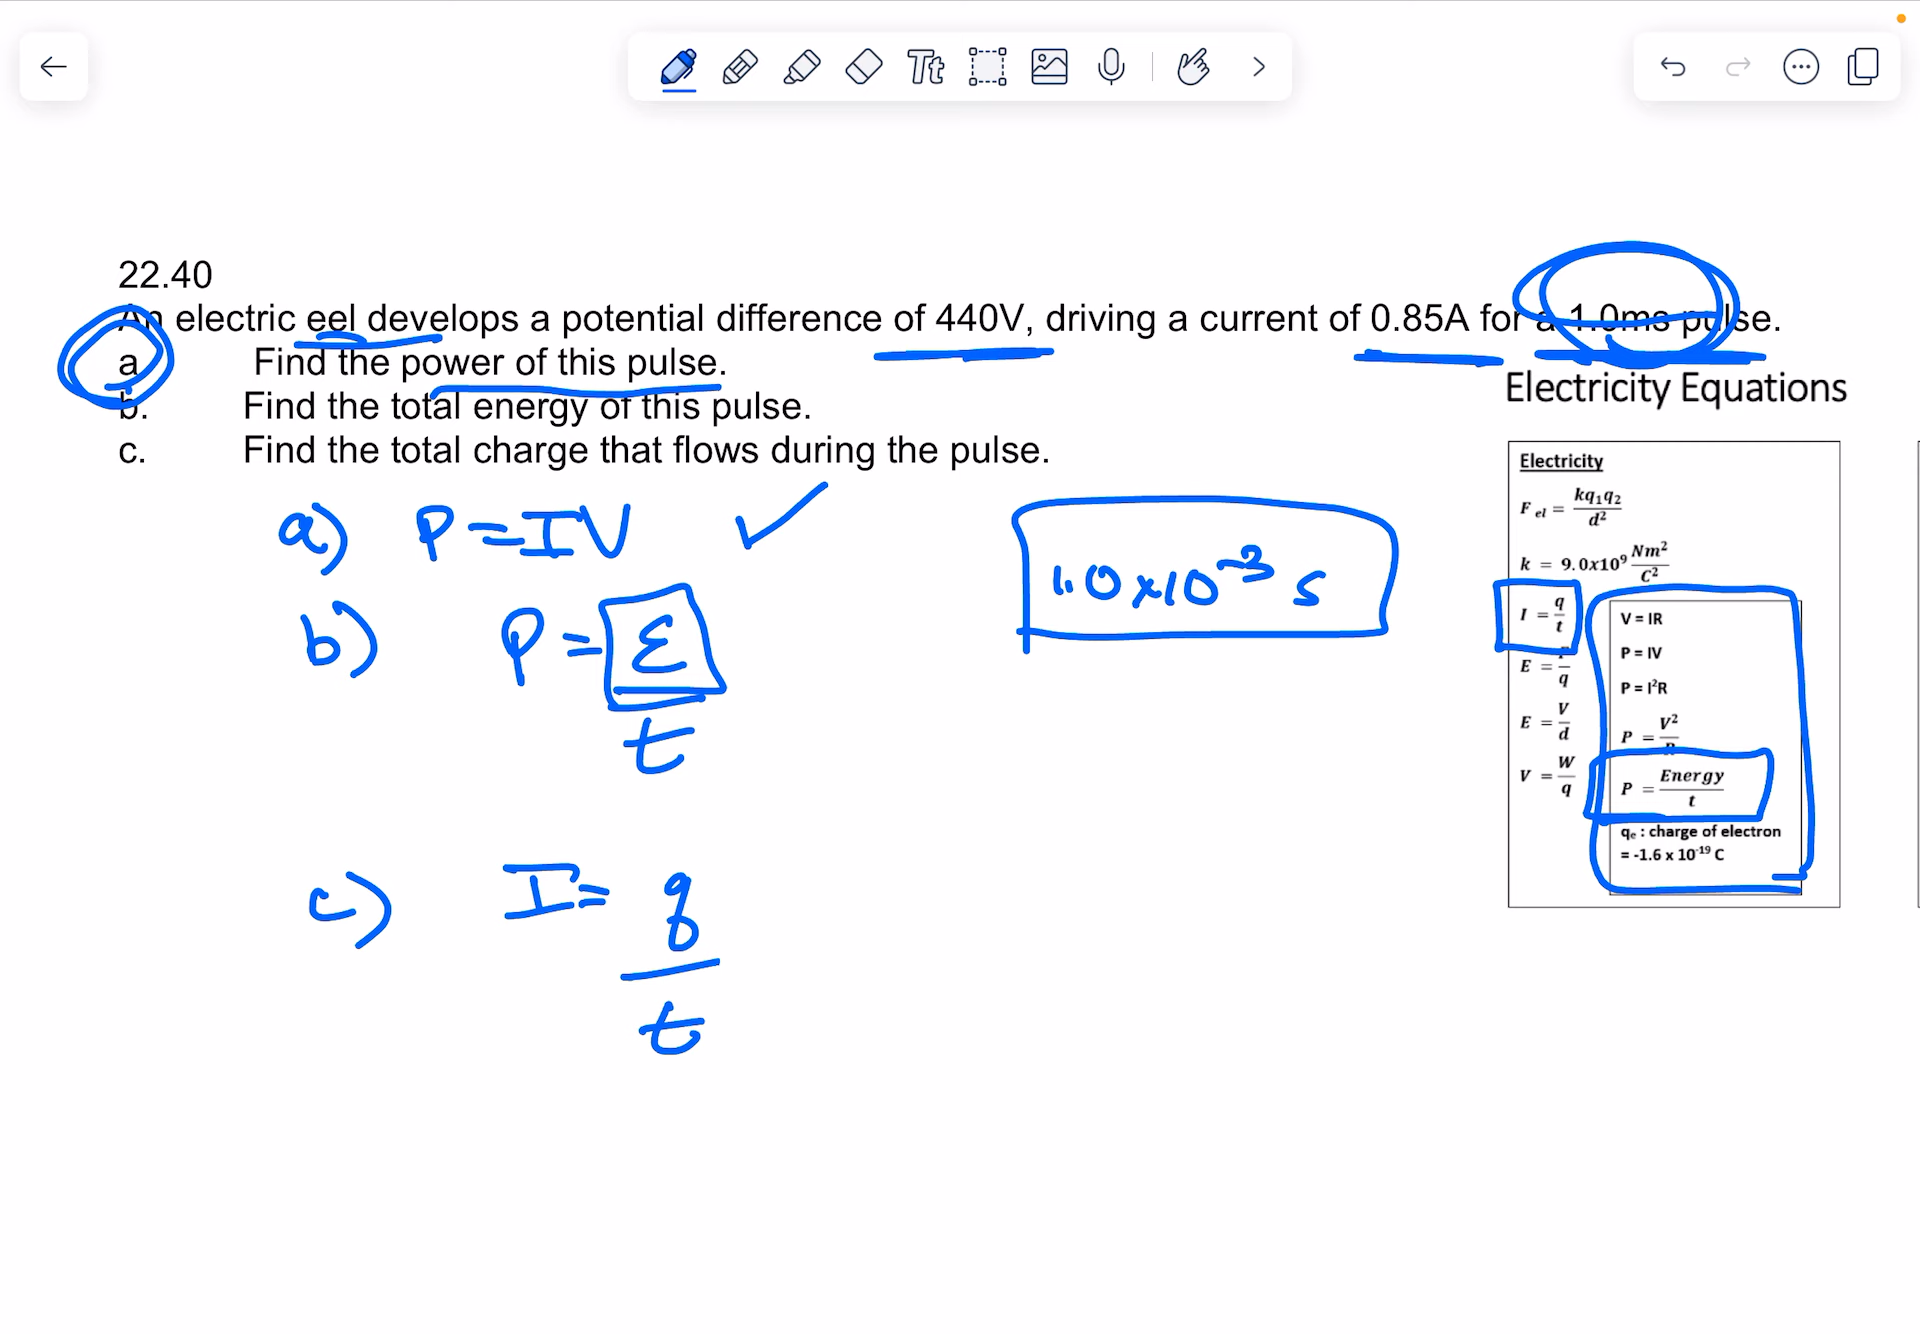 Tt
22.40
An electric eel develops a potential difference of 440V, driving a current of 0.85A for a 1.0ms pulse.
a. Find the power of this pulse.
b. Find the total energy of this pulse.
c. Find the total charge that flows during the pulse.
a) P=IV ✓
b) P=Ɛ/t
1.0x10⁻³ s
c) I=q/t
Electricity Equations
Electricity
F el = kq₁q₂/d²
k = 9.0x10⁹ Nm²/C²
I = q/t
E = /q
E = V/d
V = W/q
V = IR
P = IV
P = I²R
P = V²/
P = Energy/t
qₑ : charge of electron
= -1.6 x 10⁻¹⁹ C